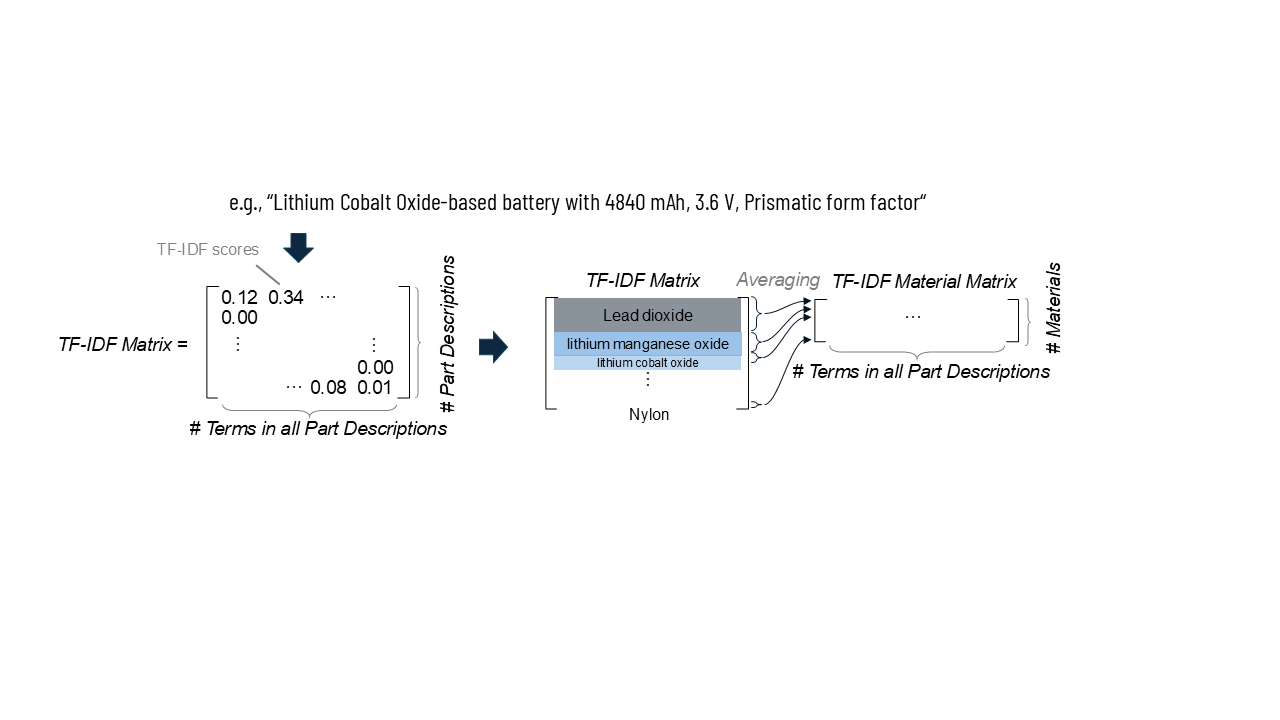 e.g., “Lithium Cobalt Oxide-based battery with 4840 mAh, 3.6 V, Prismatic form factor“
TF-IDF scores
TF-IDF Matrix =
0.12 0.34 ⋯
0.00
⋮ ⋮
0.00
⋯ 0.08 0.01
# Part Descriptions
# Terms in all Part Descriptions
TF-IDF Matrix
Lead dioxide
lithium manganese oxide
lithium cobalt oxide
⋮
Nylon
Averaging
TF-IDF Material Matrix
⋯
# Materials
# Terms in all Part Descriptions